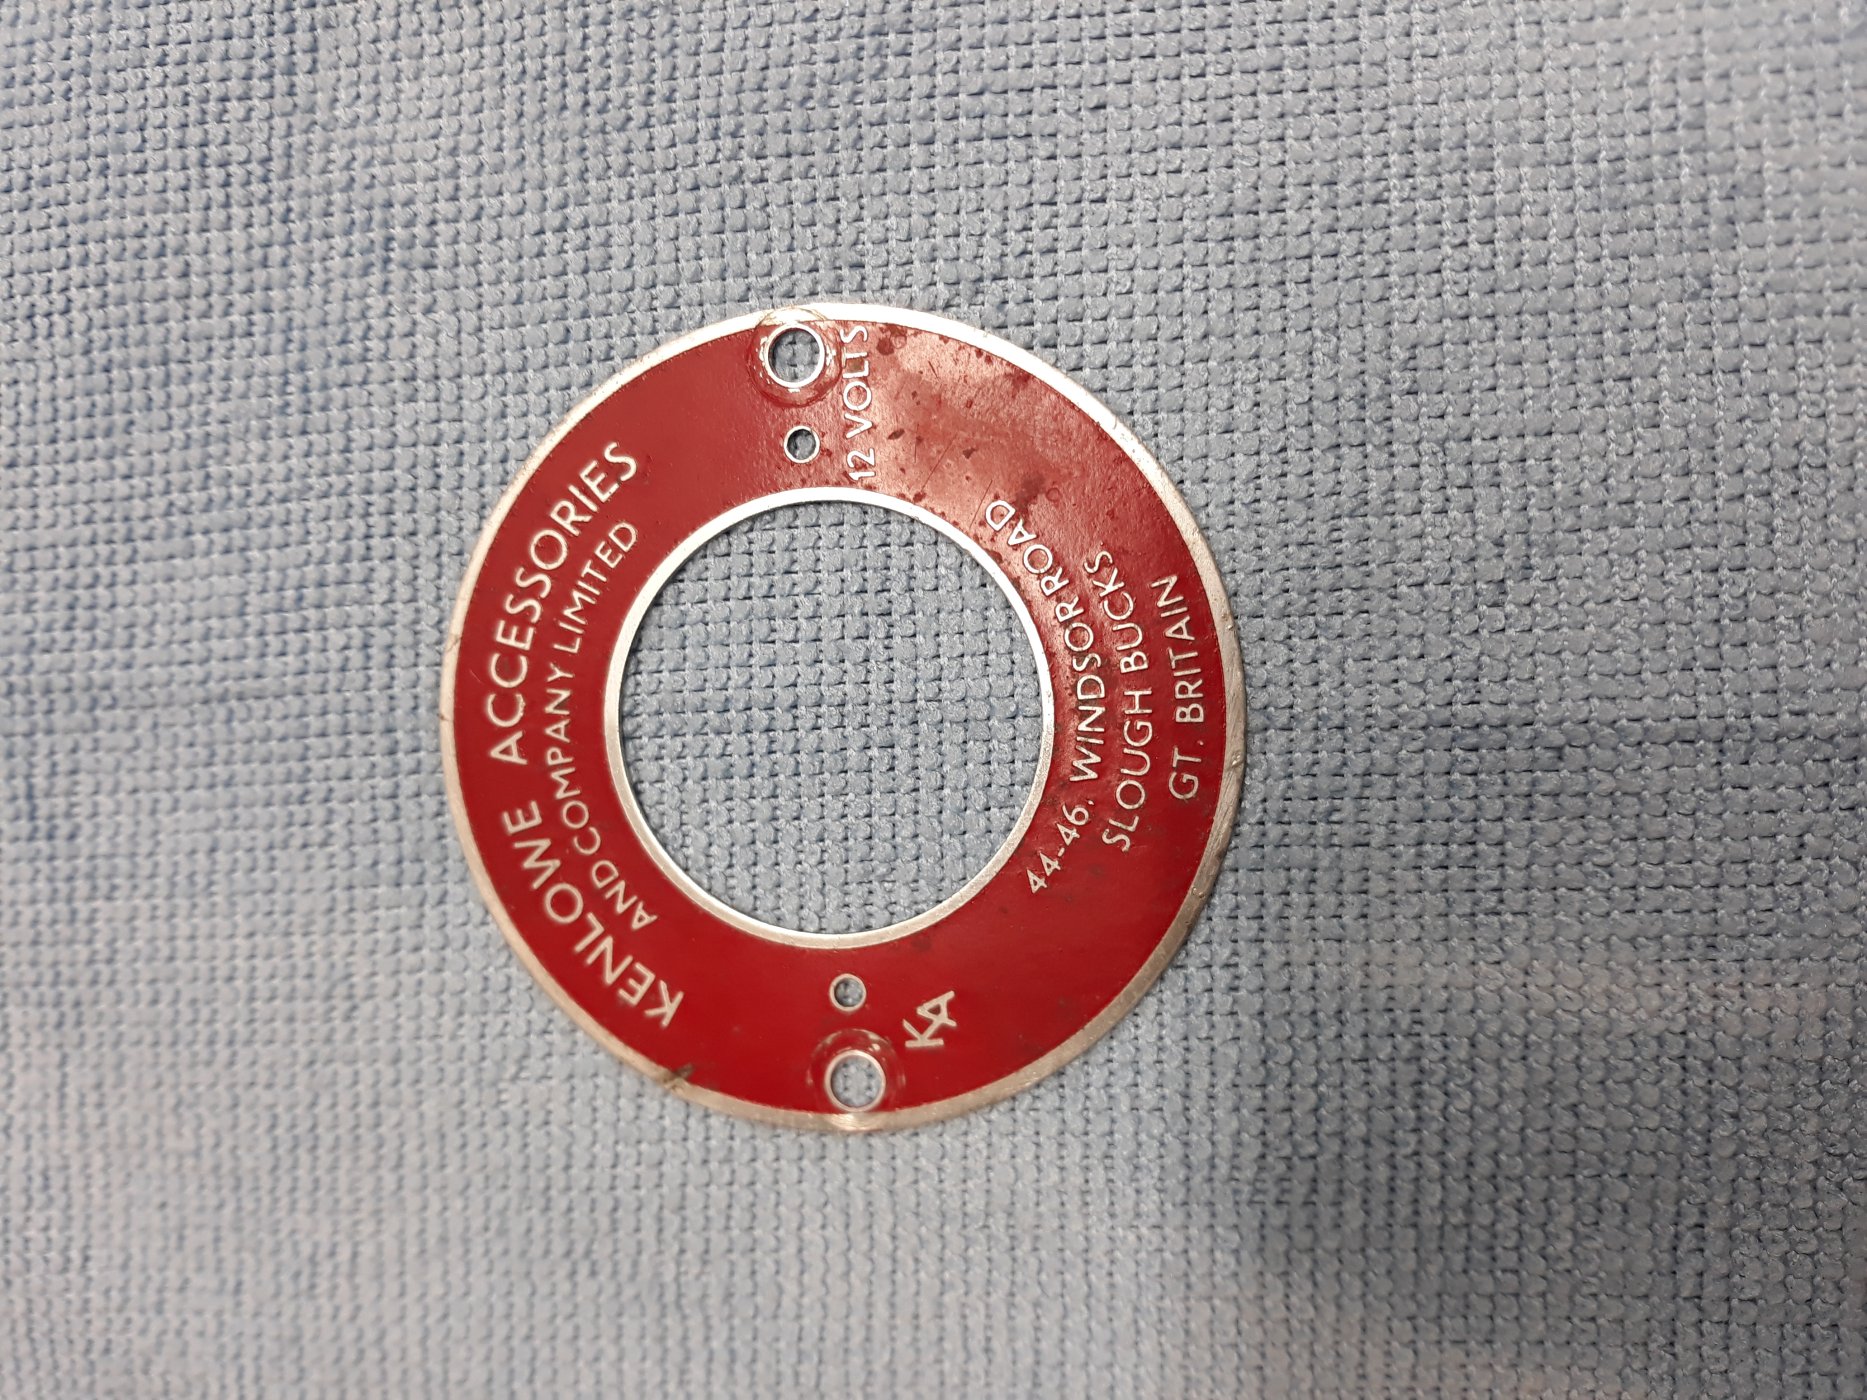 KENLOWE ACCESSORIES
AND COMPANY LIMITED
12 VOLTS
KA
44-46, WINDSOR ROAD
SLOUGH BUCKS.
GT. BRITAIN